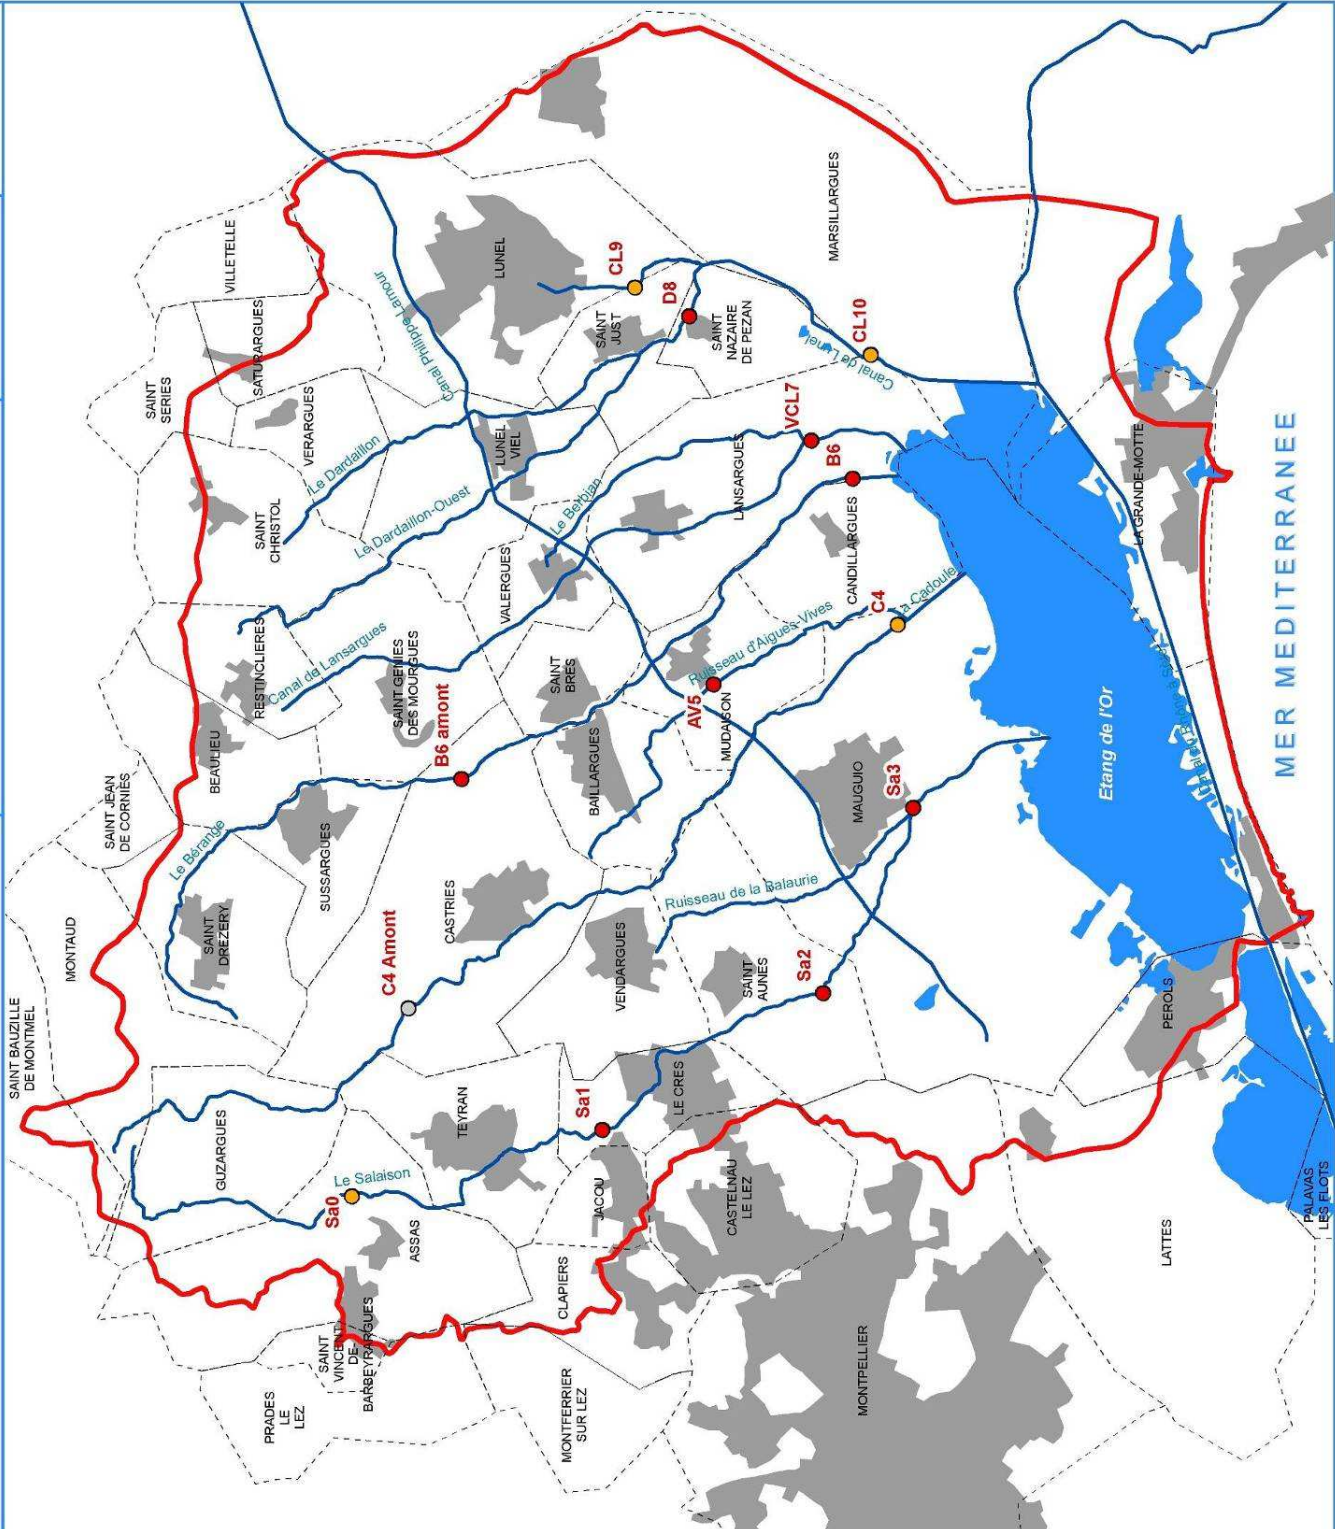 SAINT BAUZILLE
DE MONTMEL
MONTAUD
SAINT JEAN
DE CORNIES
SAINT
SERIES
VILLETELLE
SATURARGUES
VERARGUES
SAINT
CHRISTOL
RESTINCLIERES
BEAULIEU
Le Bérange
SAINT
DREZERY
SUSSARGUES
GUZARGUES
PRADES
LE
LEZ
SAINT
VINCENT
DE
BARBEYRARGUES
Sa0
Le Salaison
ASSAS
C4 Amont
CASTRIES
B6 amont
SAINT GENIES
DES MOURGUES
Canal de Lansargues
Le Dardaillon-Ouest
Le Dardaillon
Canal Philippe Lamour
LUNEL
LUNEL
VIEL
VALERGUES
Le Berbian
SAINT
BRES
BAILLARGUES
TEYRAN
CLAPIERS
MONTFERRIER
SUR LEZ
JACOU
Sa1
LE CRES
VENDARGUES
Ruisseau de la Balaurie
SAINT
AUNES
Sa2
CASTELNAU
LE LEZ
MONTPELLIER
AV5
MUDAISON
Ruisseau d'Aigues-Vives
LANSARGUES
SAINT
JUST
CL9
D8
SAINT
NAZAIRE
DE PEZAN
MARSILLARGUES
Canal de Lunel
CL10
VCL7
B6
CANDILLARGUES
C4
La Cadoule
MAUGUIO
Sa3
Etang de l'Or
LA GRANDE-MOTTE
PEROLS
LATTES
PALAVAS
LES FLOTS
MER MEDITERRANEE